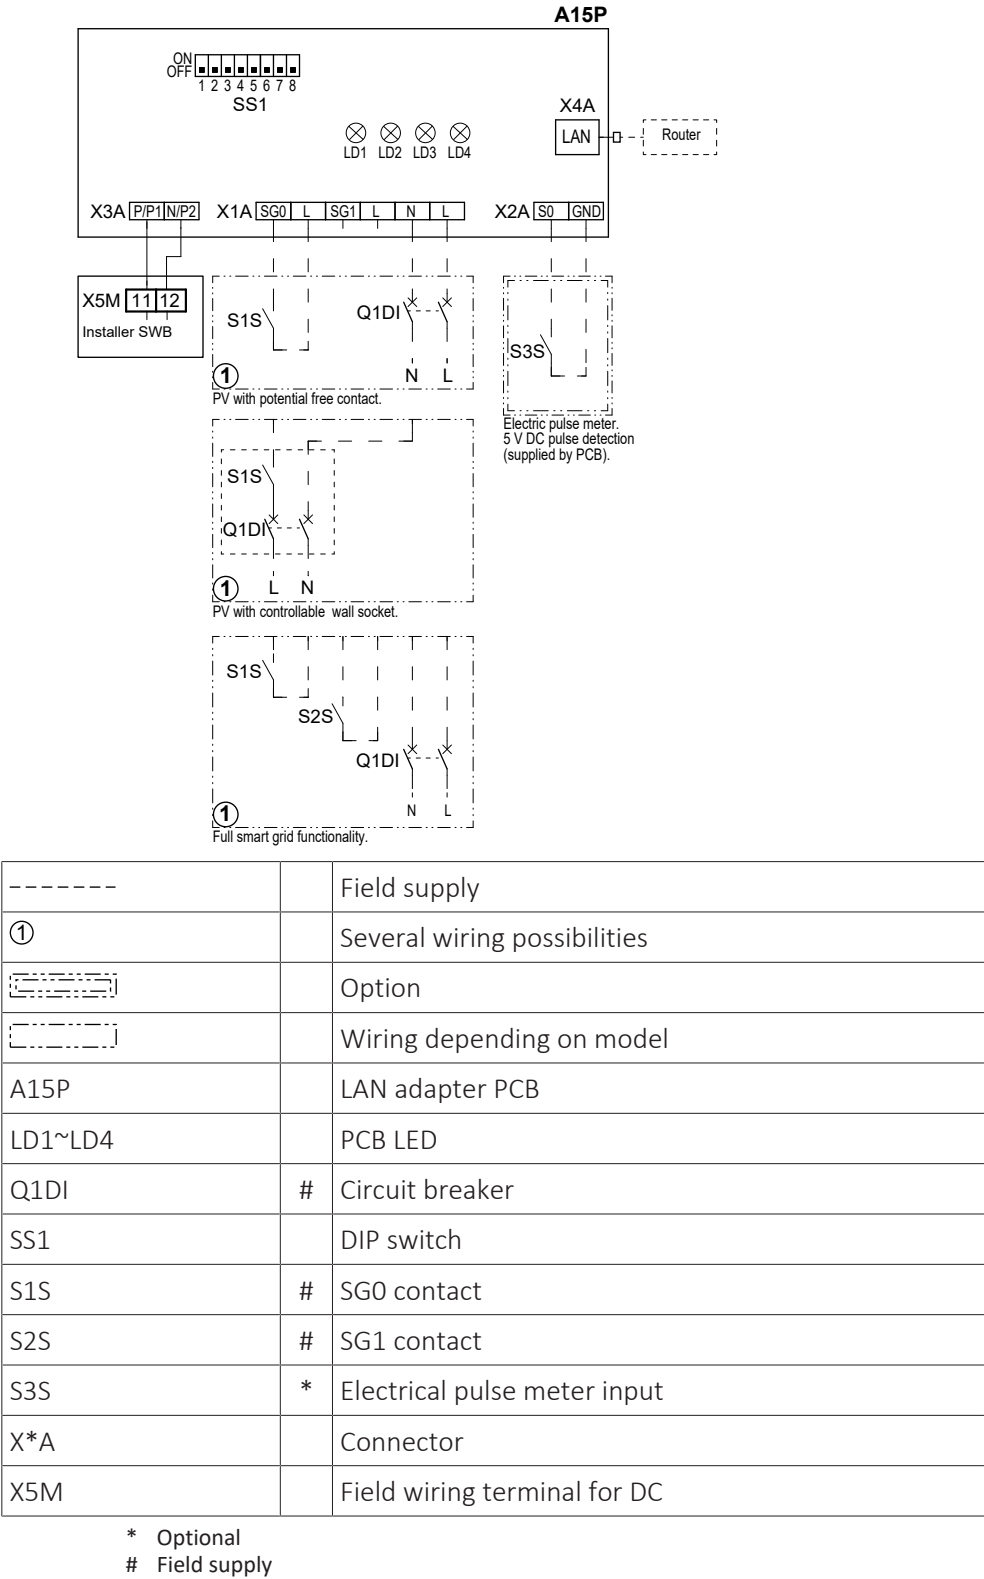 A15P
ON
OFF
1 2 3 4 5 6 7 8
SS1
X4A
LAN
Router
LD1 LD2 LD3 LD4
X3A P/P1 N/P2 X1A SG0 L SG1 L N L X2A S0 GND
X5M 11 12
Installer SWB
S1S
Q1DI
N L
①
PV with potential free contact.
S3S
Electric pulse meter.
5 V DC pulse detection
(supplied by PCB).
S1S
Q1DI
① L N
PV with controllable wall socket.
S1S
S2S
Q1DI
① N L
Full smart grid functionality.
------- Field supply
① Several wiring possibilities
Option
Wiring depending on model
A15P LAN adapter PCB
LD1~LD4 PCB LED
Q1DI # Circuit breaker
SS1 DIP switch
S1S # SG0 contact
S2S # SG1 contact
S3S * Electrical pulse meter input
X*A Connector
X5M Field wiring terminal for DC
* Optional
# Field supply